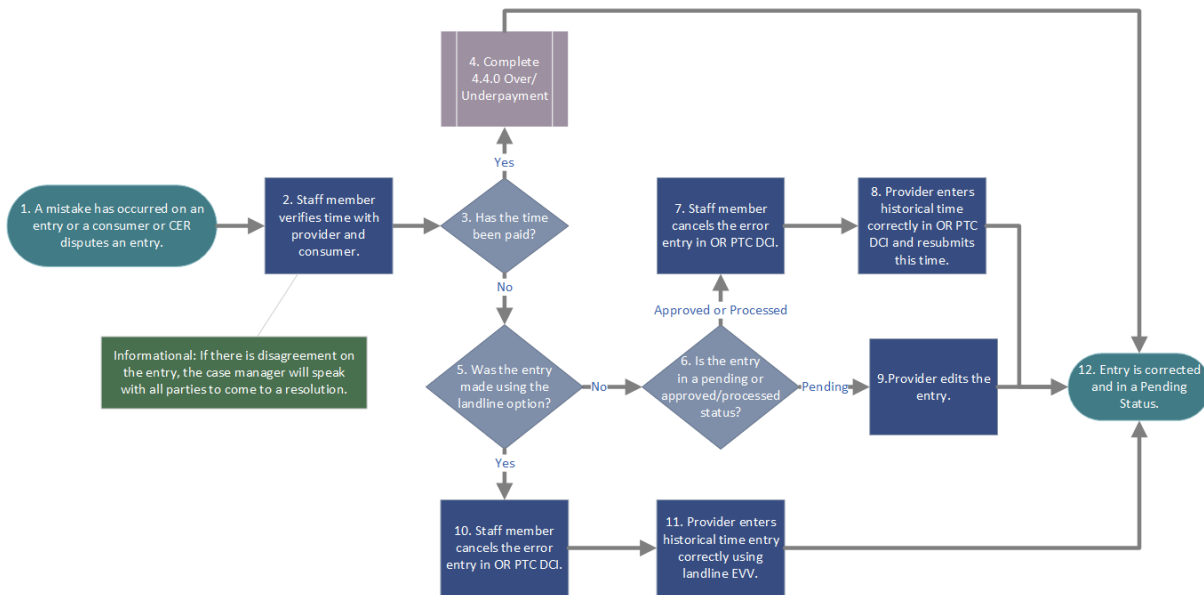 4. Complete
4.4.0 Over/
Underpayment
Yes
1. A mistake has occurred on an
entry or a consumer or CER
disputes an entry.
2. Staff member
verifies time with
provider and
consumer.
3. Has the time
been paid?
7. Staff member
cancels the error
entry in OR PTC DCI.
8. Provider enters
historical time
correctly in OR PTC
DCI and resubmits
this time.
No
Approved or Processed
Informational: If there is disagreement on
the entry, the case manager will speak
with all parties to come to a resolution.
5. Was the entry
made using the
landline option?
No
6. Is the entry
in a pending or
approved/processed
status?
Pending
9.Provider edits the
entry.
12. Entry is corrected
and in a Pending
Status.
Yes
10. Staff member
cancels the error
entry in OR PTC DCI.
11. Provider enters
historical time entry
correctly using
landline EVV.